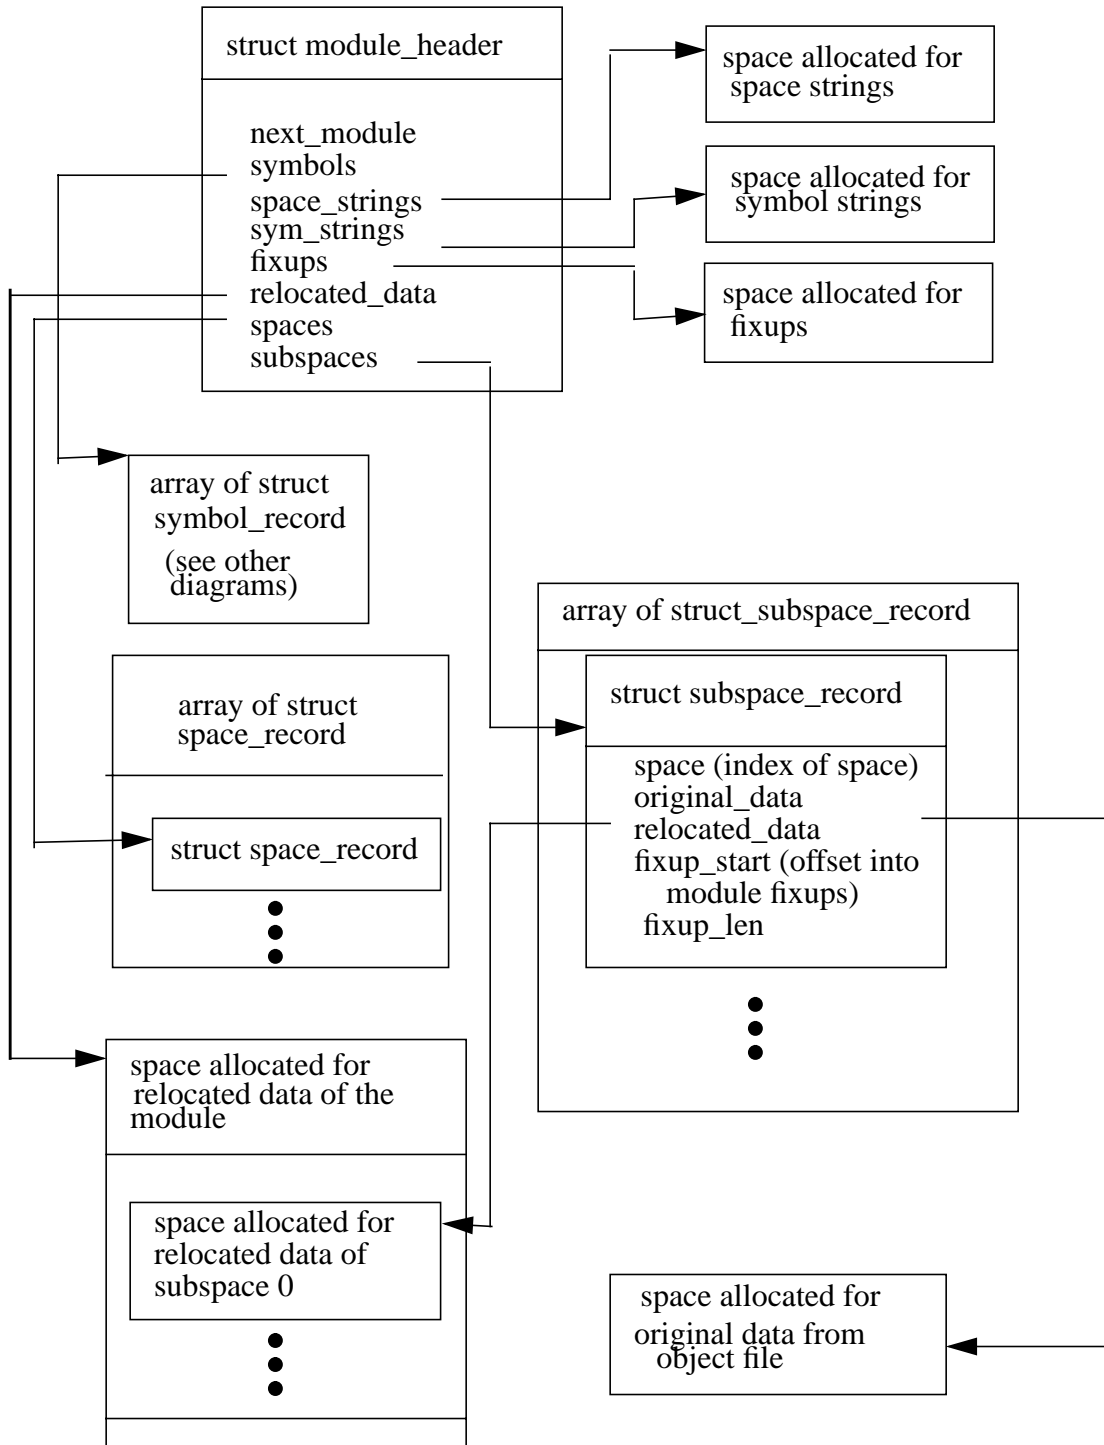 struct module_header
next_module
symbols
space_strings
sym_strings
fixups
relocated_data
spaces
subspaces
space allocated for
space strings
space allocated for
symbol strings
space allocated for
fixups
array of struct
symbol_record
(see other
diagrams)
array of struct
space_record
struct space_record
array of struct_subspace_record
struct subspace_record
space (index of space)
original_data
relocated_data
fixup_start (offset into
module fixups)
fixup_len
space allocated for
relocated data of the
module
space allocated for
relocated data of
subspace 0
space allocated for
original data from
object file